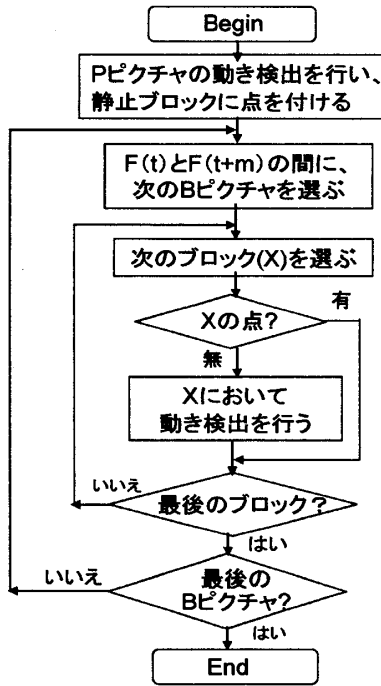 Begin
Pピクチャの動き検出を行い、
静止ブロックに点を付ける
F(t)とF(t+m)の間に、
次のBピクチャを選ぶ
次のブロック(X)を選ぶ
Xの点?
有
無
Xにおいて
動き検出を行う
いいえ
最後のブロック?
はい
いいえ
最後の
Bピクチャ?
はい
End